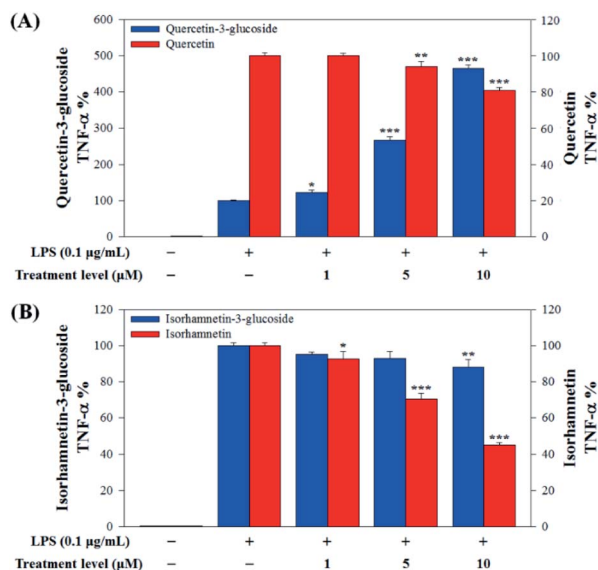 (A)
Quercetin-3-glucoside
Quercetin
Quercetin-3-glucoside
TNF-α %
600
500
400
300
200
100
0
120
100
80
60
40
20
0
Quercetin
TNF-α %
*
***
**
***
***
LPS (0.1 µg/mL) – + + + +
Treatment level (µM) – – 1 5 10
(B)
Isorhamnetin-3-glucoside
Isorhamnetin
Isorhamnetin-3-glucoside
TNF-α %
120
100
80
60
40
20
0
120
100
80
60
40
20
0
Isorhamnetin
TNF-α %
*
***
**
***
LPS (0.1 µg/mL) – + + + +
Treatment level (µM) – – 1 5 10